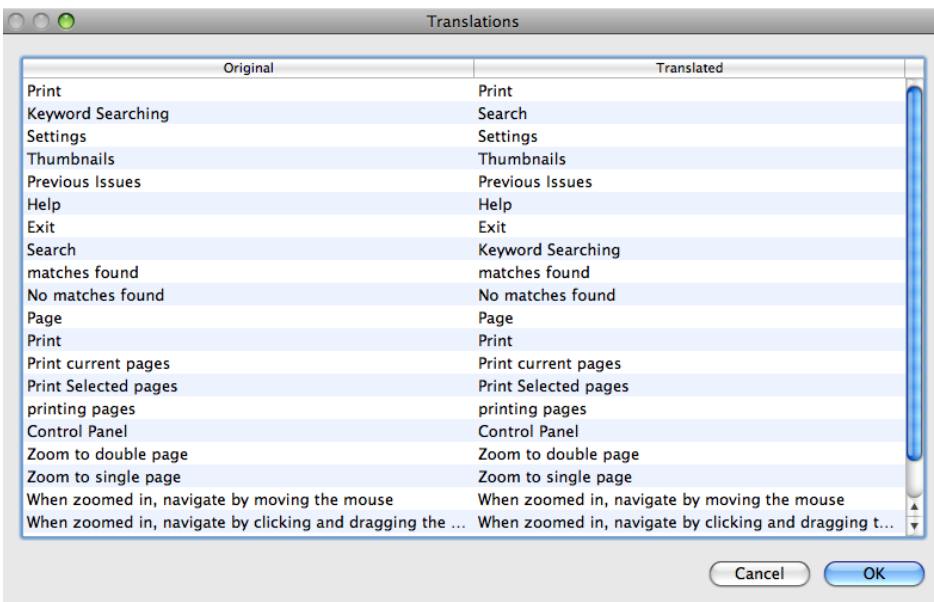 Translations
Original Translated
Print Print
Keyword Searching Search
Settings Settings
Thumbnails Thumbnails
Previous Issues Previous Issues
Help Help
Exit Exit
Search Keyword Searching
matches found matches found
No matches found No matches found
Page Page
Print Print
Print current pages Print current pages
Print Selected pages Print Selected pages
printing pages printing pages
Control Panel Control Panel
Zoom to double page Zoom to double page
Zoom to single page Zoom to single page
When zoomed in, navigate by moving the mouse When zoomed in, navigate by moving the mouse
When zoomed in, navigate by clicking and dragging the ... When zoomed in, navigate by clicking and dragging t...
Cancel OK